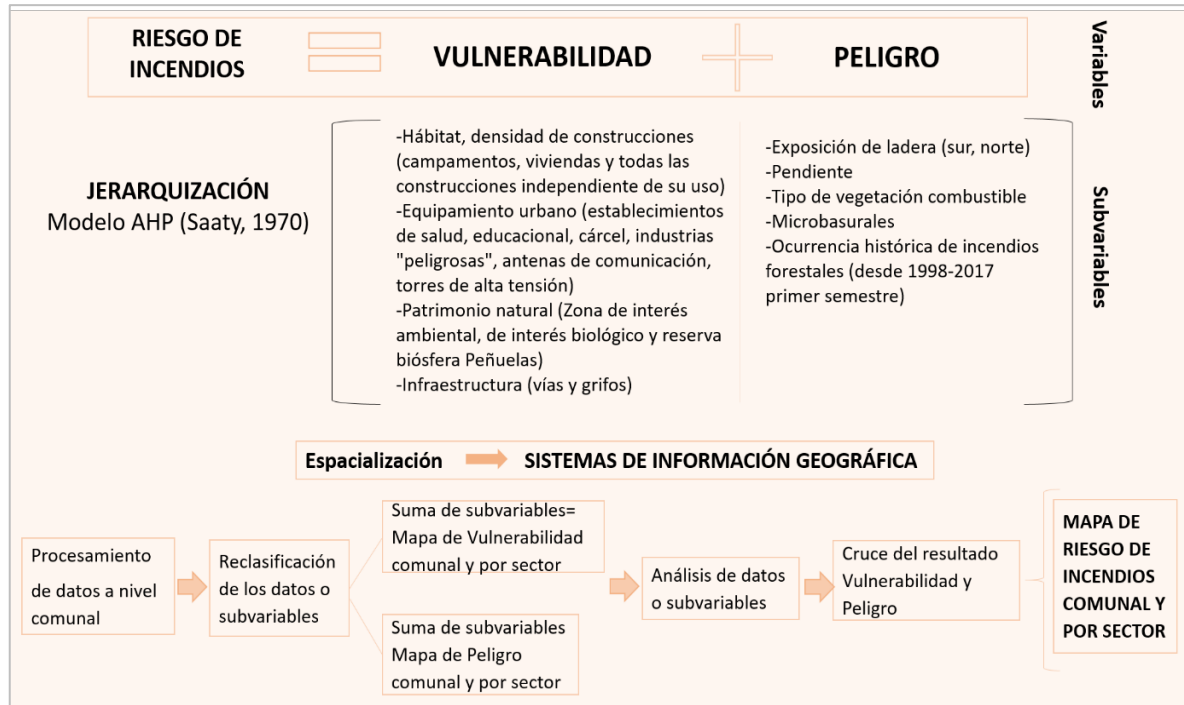 RIESGO DE
INCENDIOS
VULNERABILIDAD
PELIGRO
Variables
JERARQUIZACIÓN
Modelo AHP (Saaty, 1970)
-Hábitat, densidad de construcciones
(campamentos, viviendas y todas las
construcciones independiente de su uso)
-Equipamiento urbano (establecimientos
de salud, educacional, cárcel, industrias
"peligrosas", antenas de comunicación,
torres de alta tensión)
-Patrimonio natural (Zona de interés
ambiental, de interés biológico y reserva
biósfera Peñuelas)
-Infraestructura (vías y grifos)
-Exposición de ladera (sur, norte)
-Pendiente
-Tipo de vegetación combustible
-Microbasurales
-Ocurrencia histórica de incendios
forestales (desde 1998-2017
primer semestre)
Subvariables
Espacialización
SISTEMAS DE INFORMACIÓN GEOGRÁFICA
Procesamiento
de datos a nivel
comunal
Reclasificación
de los datos o
subvariables
Suma de subvariables=
Mapa de Vulnerabilidad
comunal y por sector
Suma de subvariables
Mapa de Peligro
comunal y por sector
Análisis de datos
o subvariables
Cruce del resultado
Vulnerabilidad y
Peligro
MAPA DE
RIESGO DE
INCENDIOS
COMUNAL Y
POR SECTOR